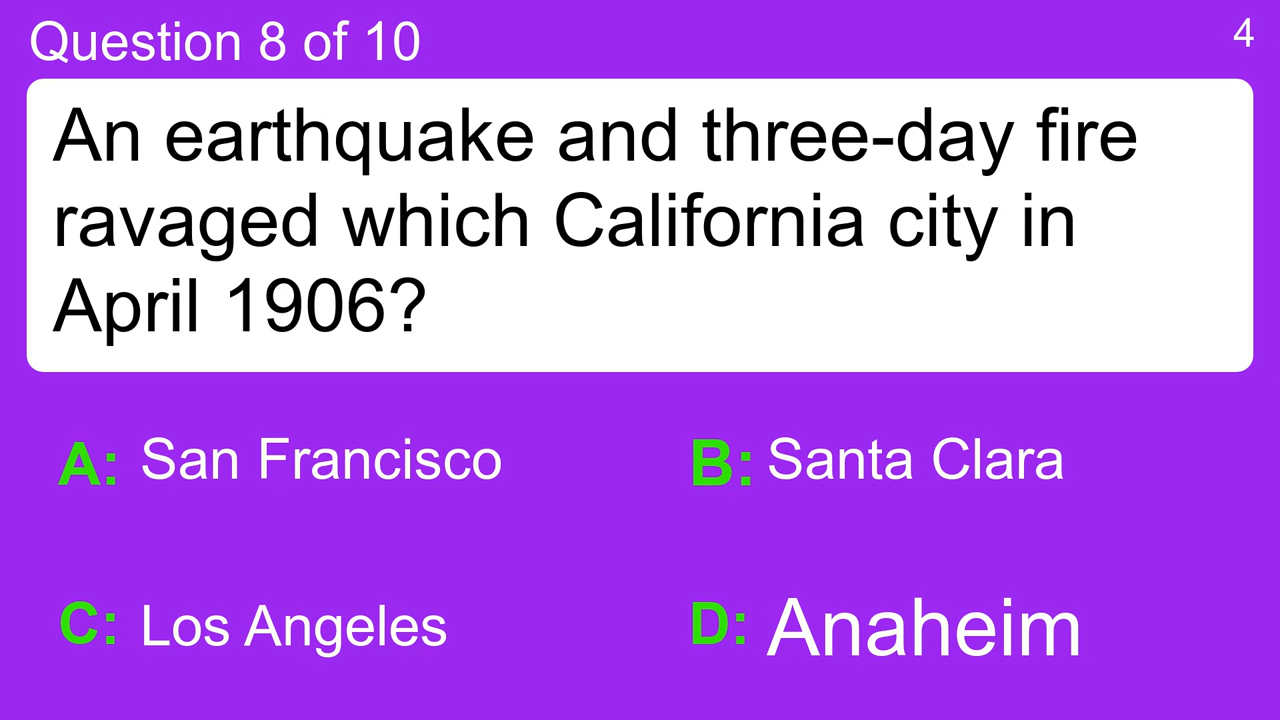 Question 8 of 10
4
An earthquake and three-day fire
ravaged which California city in
April 1906?
A: San Francisco
B: Santa Clara
C: Los Angeles
D: Anaheim